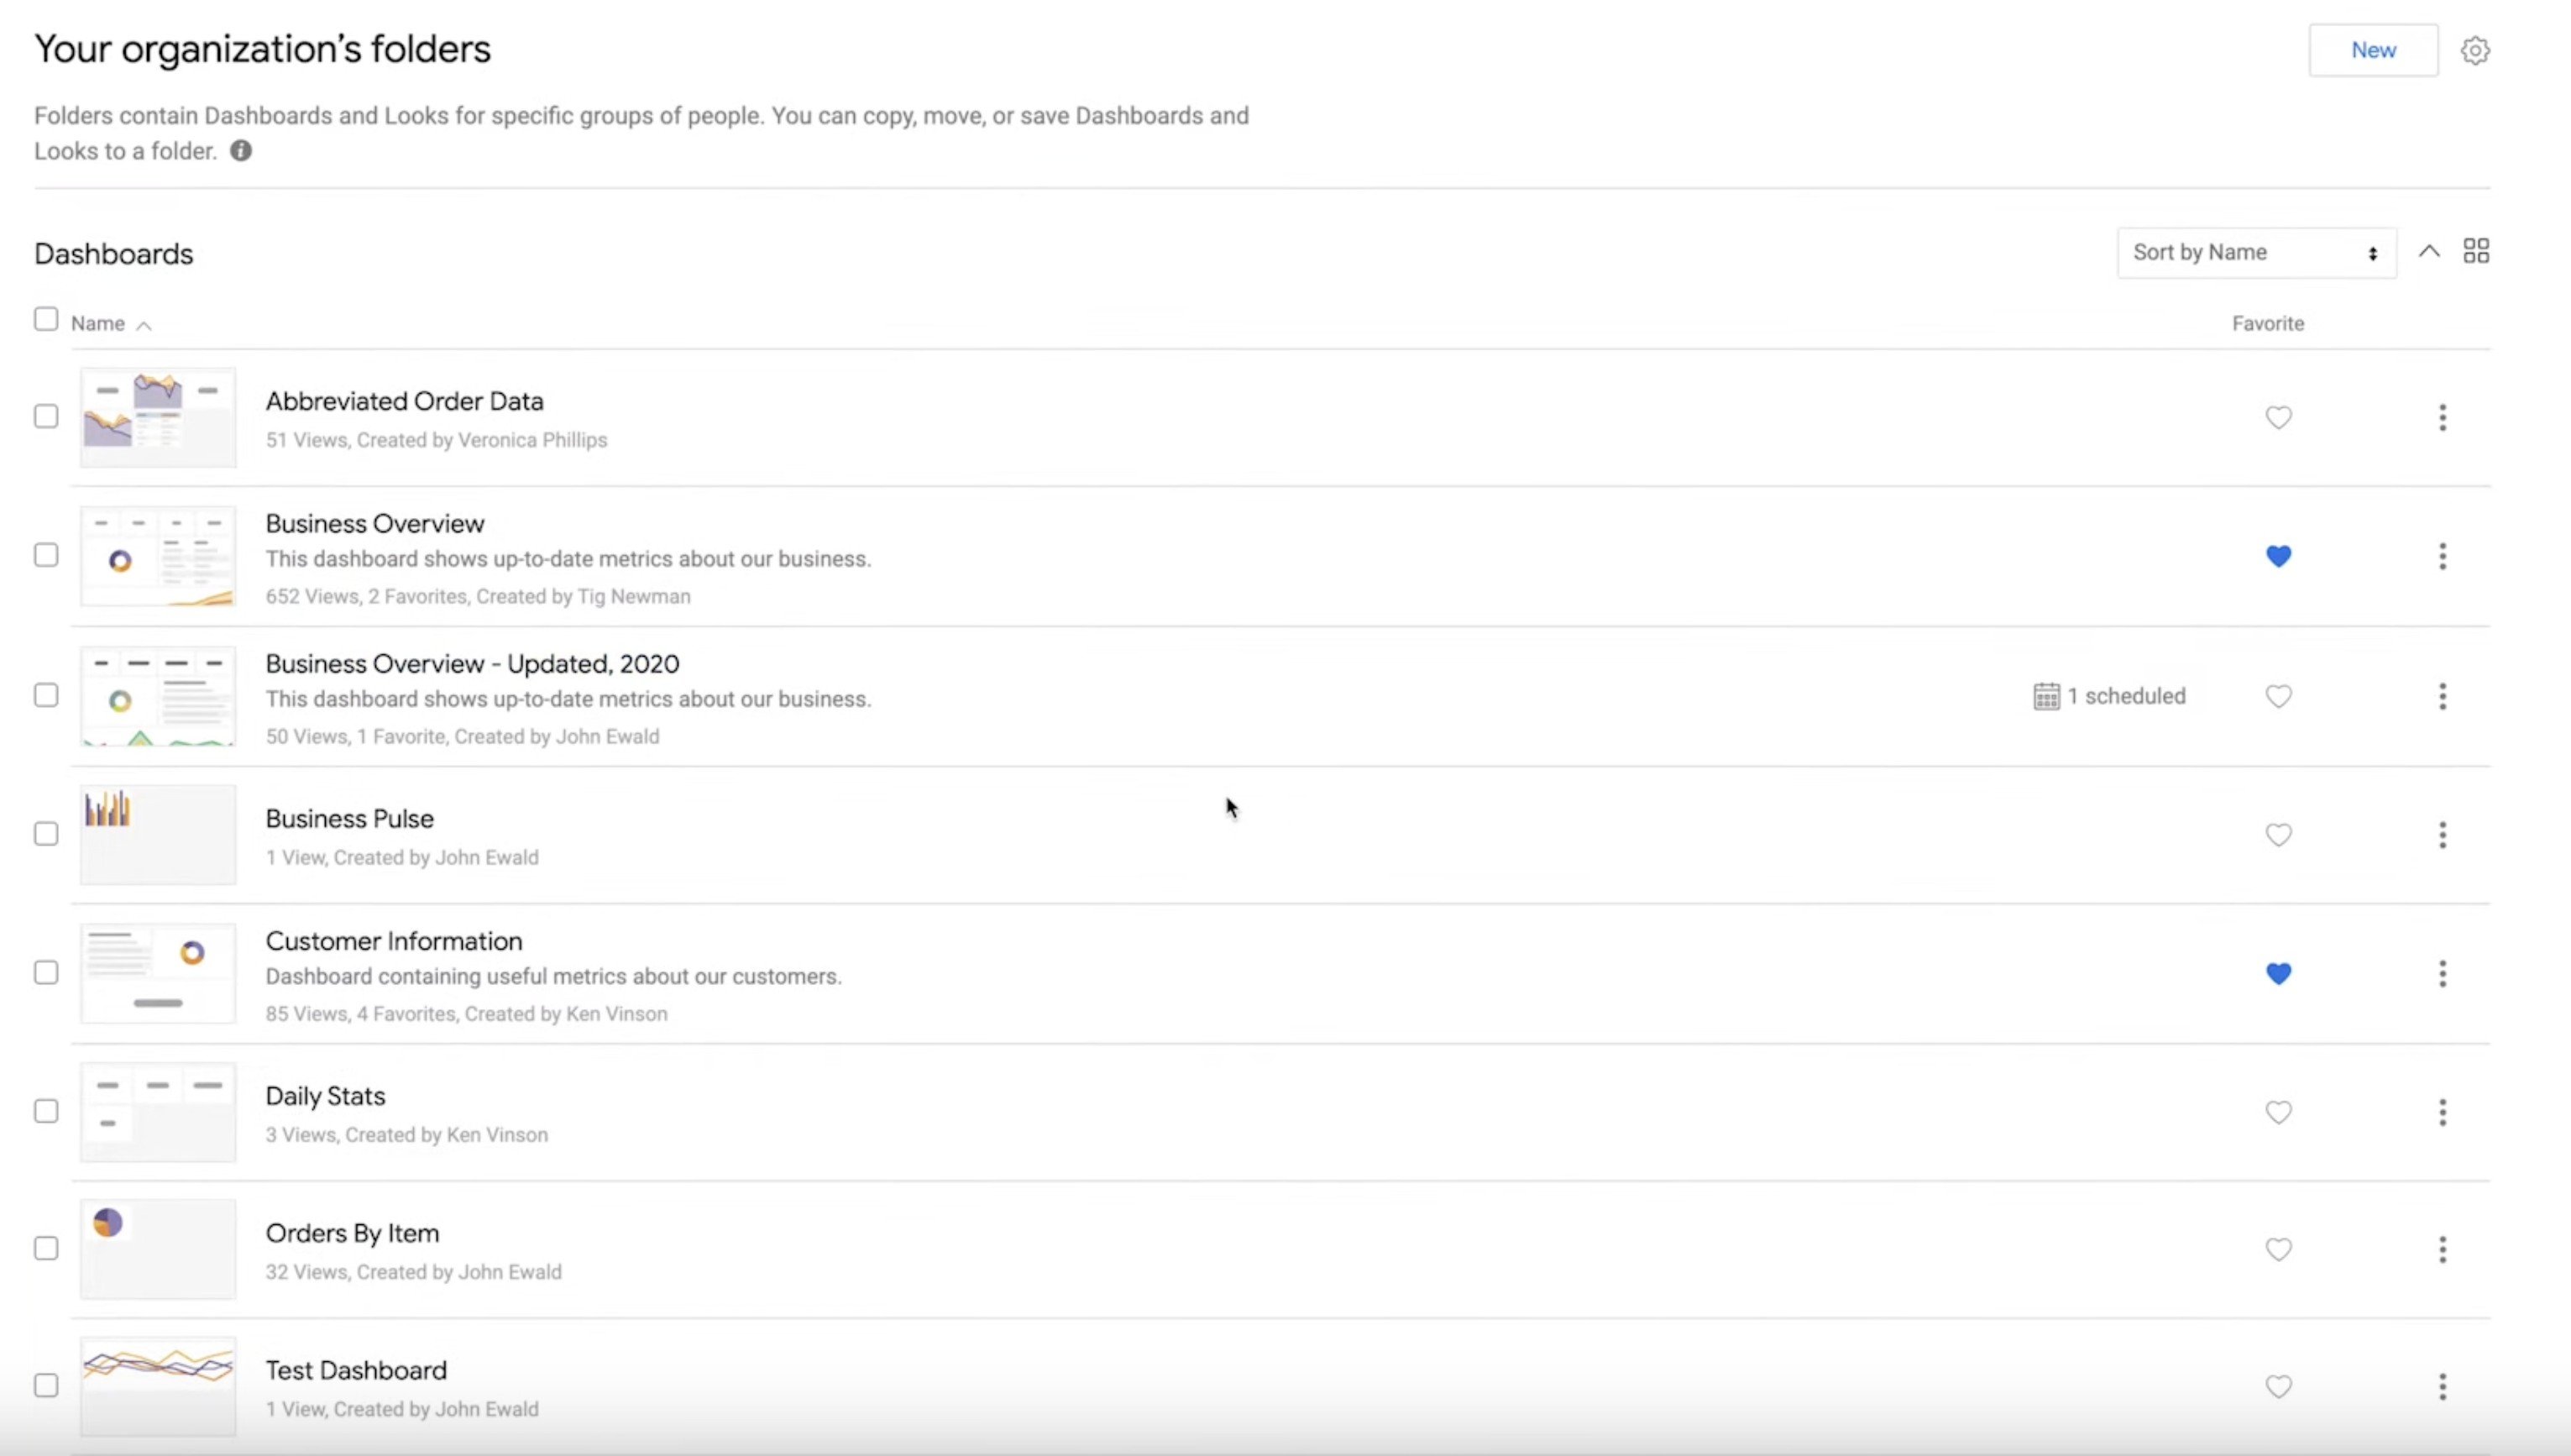 Your organization's folders
New
Folders contain Dashboards and Looks for specific groups of people. You can copy, move, or save Dashboards and
Looks to a folder.
Dashboards
Sort by Name
Name
Favorite
Abbreviated Order Data
51 Views, Created by Veronica Phillips
Business Overview
This dashboard shows up-to-date metrics about our business.
652 Views, 2 Favorites, Created by Tig Newman
Business Overview - Updated, 2020
This dashboard shows up-to-date metrics about our business.
50 Views, 1 Favorite, Created by John Ewald
1 scheduled
Business Pulse
1 View, Created by John Ewald
Customer Information
Dashboard containing useful metrics about our customers.
85 Views, 4 Favorites, Created by Ken Vinson
Daily Stats
3 Views, Created by Ken Vinson
Orders By Item
32 Views, Created by John Ewald
Test Dashboard
1 View, Created by John Ewald